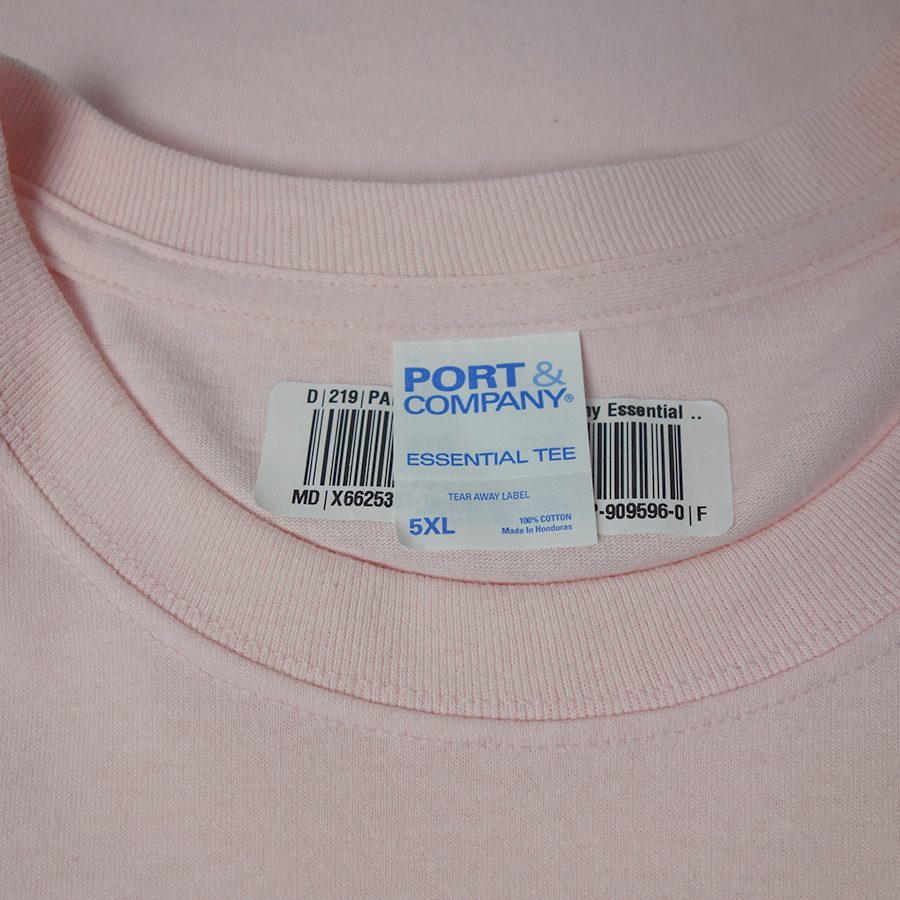 D|219|PA
MD|X66253
PORT &
COMPANY®
ESSENTIAL TEE
TEAR AWAY LABEL
5XL
100% COTTON
Made In Honduras
Essential ..
-909596-0|F